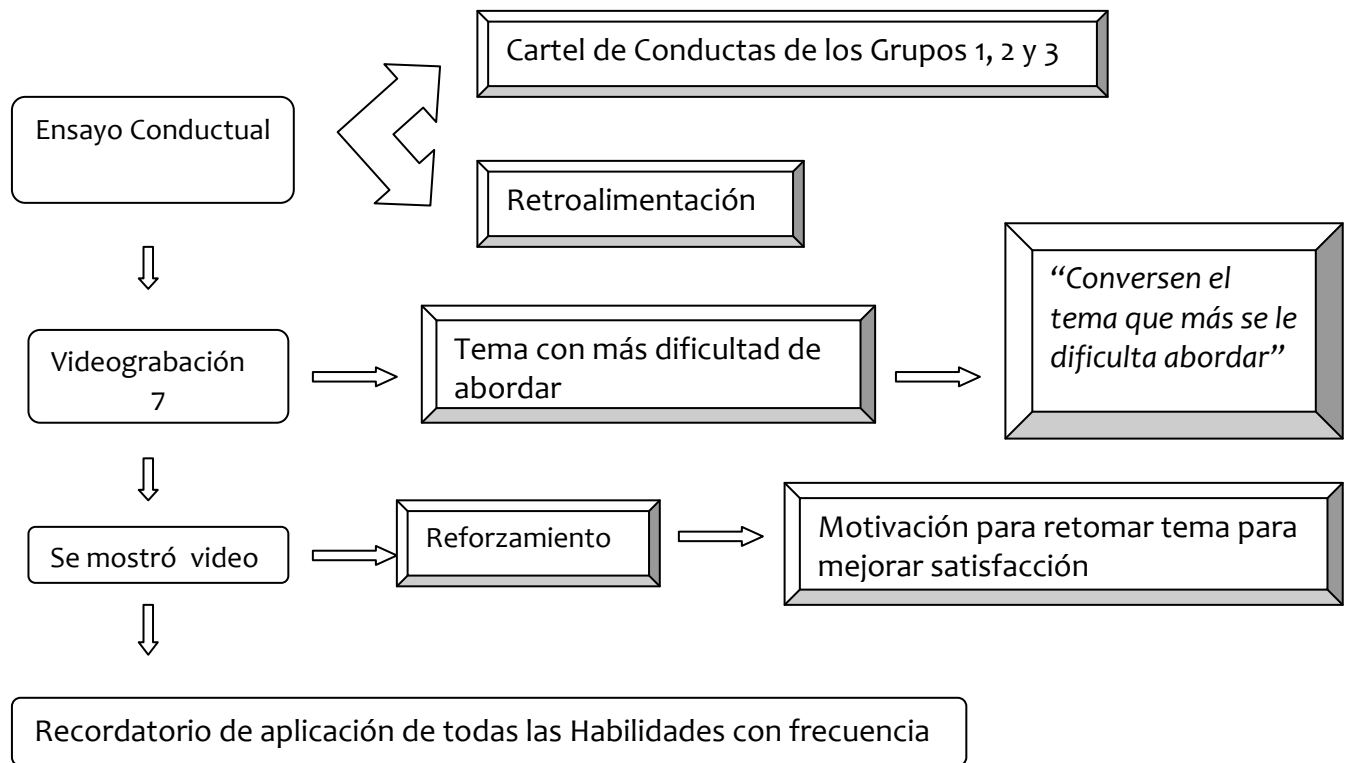 Cartel de Conductas de los Grupos 1, 2 y 3
Ensayo Conductual
Retroalimentación
“Conversen el
tema que más se le
dificulta abordar”
Tema con más dificultad de
abordar
Videograbación
7
Se mostró video
Reforzamiento
Motivación para retomar tema para
mejorar satisfacción
Recordatorio de aplicación de todas las Habilidades con frecuencia